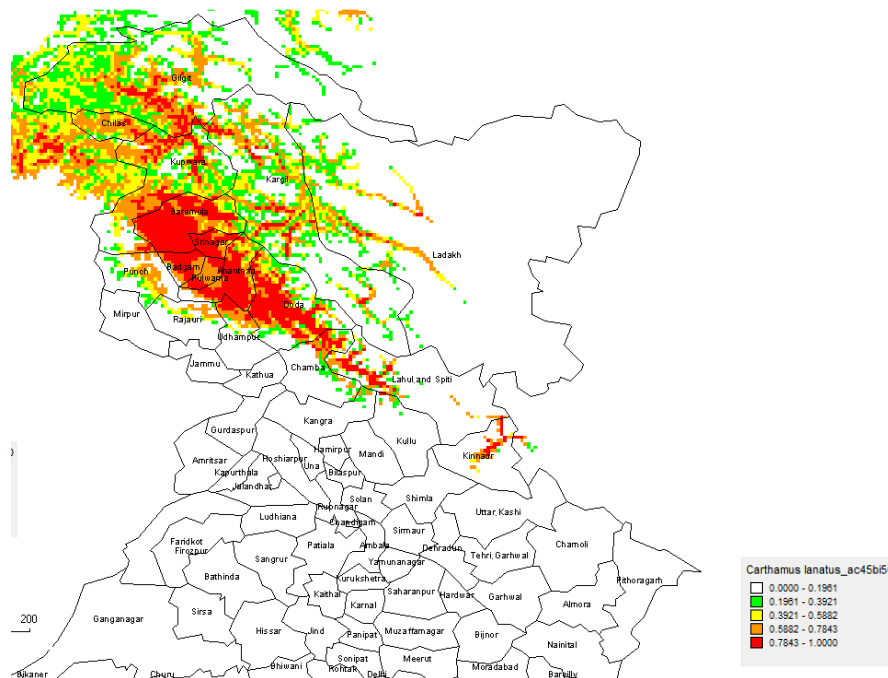 Gilgit
Chilas
Kupwara
Kargil
Baramula
Srinagar
Ladakh
Badgam
Anantnag
Punch
Pulwama
Doda
Mirpur
Rajauri
Udhampur
Jammu
Chamba
Kathua
Lahul and Spiti
Kangra
Gurdaspur
Kullu
Hamirpur
Mandi
Kinnaur
Amritsar
Hoshiarpur
Una
Kapurthala
Bilaspur
Jalandhar
Solan
Shimla
Rupnagar
Uttar Kashi
Ludhiana
Chandigarh
Sirmaur
Faridkot
Patiala
Ambala
Dehradun
Chamoli
Firozpur
Sangrur
Tehri Garhwal
Yamunanagar
Bathinda
Kurukshetra
Pithoragarh
Kaithal
Saharanpur
Hardwar
Garhwal
Sirsa
Karnal
Almora
200
Ganganagar
Hissar
Jind
Panipat
Muzaffarnagar
Bijnor
Nainital
Sonipat
Meerut
Bhiwani
Rohtak
Moradabad
Bikaner
Churu
Delhi
Bareilly
Carthamus lanatus_ac45bi5
0.0000 - 0.1961
0.1961 - 0.3921
0.3921 - 0.5882
0.5882 - 0.7843
0.7843 - 1.0000